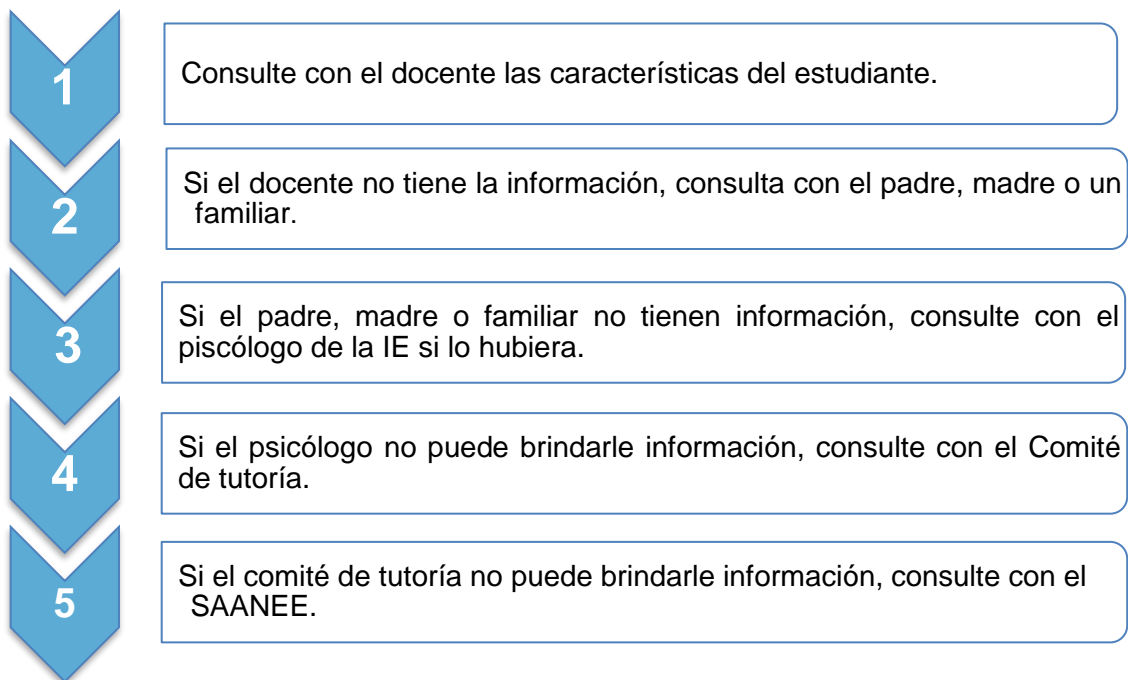 1
Consulte con el docente las características del estudiante.
2
Si el docente no tiene la información, consulta con el padre, madre o un
familiar.
3
Si el padre, madre o familiar no tienen información, consulte con el
piscólogo de la IE si lo hubiera.
4
Si el psicólogo no puede brindarle información, consulte con el Comité
de tutoría.
5
Si el comité de tutoría no puede brindarle información, consulte con el
SAANEE.